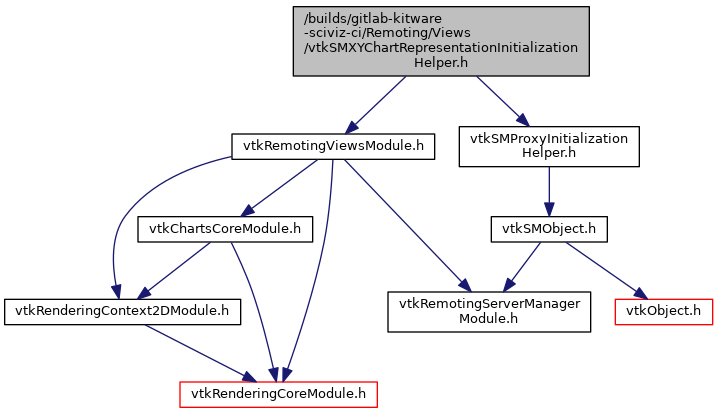 /builds/gitlab-kitware
-sciviz-ci/Remoting/Views
/vtkSMXYChartRepresentationInitialization
Helper.h
vtkRemotingViewsModule.h
vtkSMProxyInitialization
Helper.h
vtkChartsCoreModule.h
vtkSMObject.h
vtkRenderingContext2DModule.h
vtkRemotingServerManager
Module.h
vtkObject.h
vtkRenderingCoreModule.h